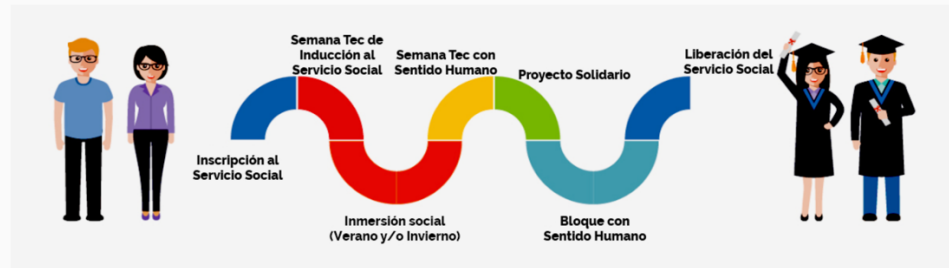 Inscripción al
Servicio Social
Semana Tec de
Inducción al
Servicio Social
Inmersión social
(Verano y/o Invierno)
Semana Tec con
Sentido Humano
Proyecto Solidario
Bloque con
Sentido Humano
Liberación del
Servicio Social